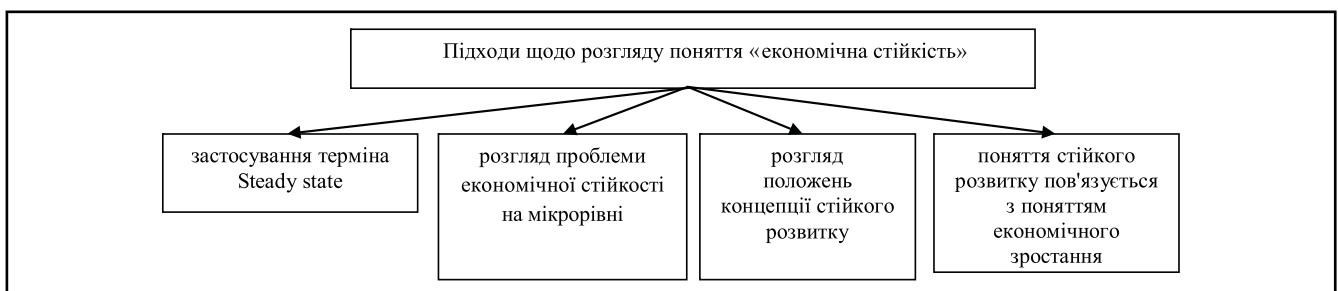 Підходи щодо розгляду поняття «економічна стійкість»
застосування терміна
Steady state
розгляд проблеми
економічної стійкості
на мікрорівні
розгляд
положень
концепції стійкого
розвитку
поняття стійкого
розвитку пов'язується
з поняттям
економічного
зростання